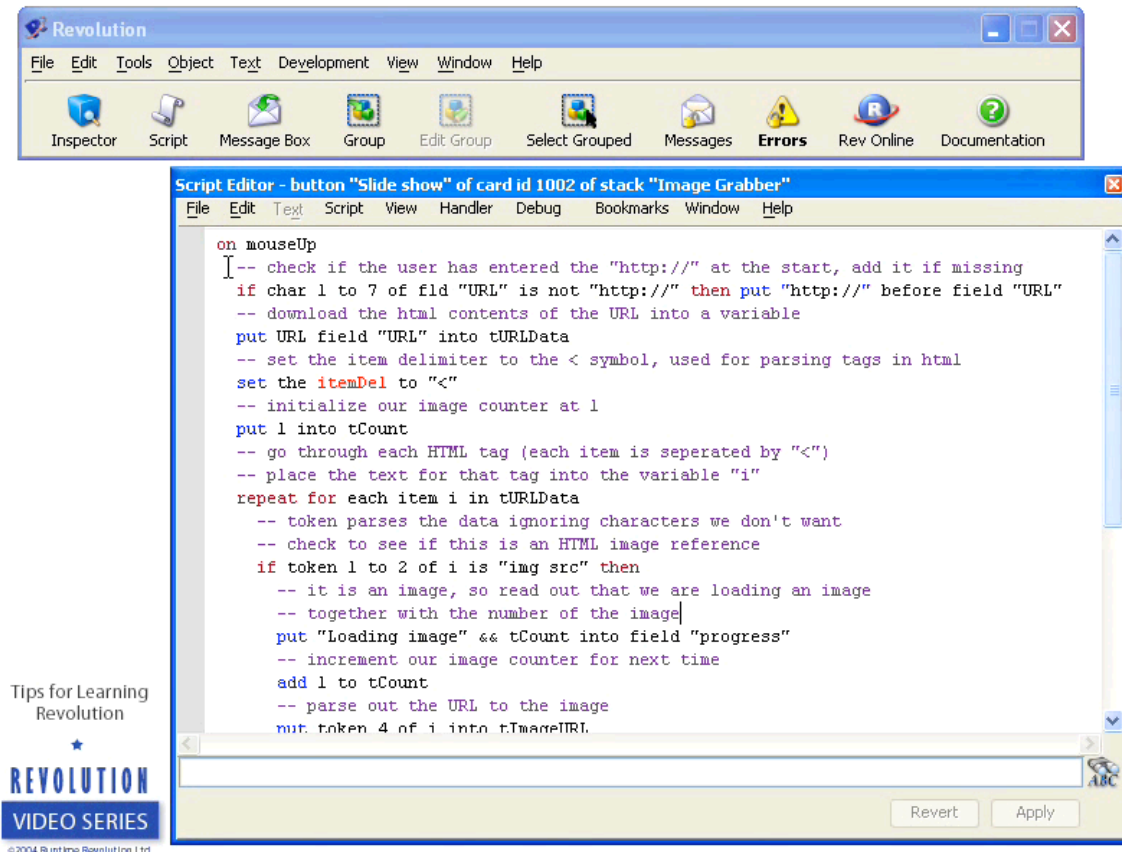 Revolution
File Edit Tools Object Text Development View Window Help
Inspector Script Message Box Group Edit Group Select Grouped Messages Errors Rev Online Documentation
Script Editor - button "Slide show" of card id 1002 of stack "Image Grabber"
File Edit Text Script View Handler Debug Bookmarks Window Help
on mouseUp
-- check if the user has entered the "http://" at the start, add it if missing
if char 1 to 7 of fld "URL" is not "http://" then put "http://" before field "URL"
-- download the html contents of the URL into a variable
put URL field "URL" into tURLData
-- set the item delimiter to the < symbol, used for parsing tags in html
set the itemDel to "<"
-- initialize our image counter at 1
put 1 into tCount
-- go through each HTML tag (each item is seperated by "<")
-- place the text for that tag into the variable "i"
repeat for each item i in tURLData
-- token parses the data ignoring characters we don't want
-- check to see if this is an HTML image reference
if token 1 to 2 of i is "img src" then
-- it is an image, so read out that we are loading an image
-- together with the number of the image
put "Loading image" && tCount into field "progress"
-- increment our image counter for next time
add 1 to tCount
-- parse out the URL to the image
put token 4 of i into tImageURL
ABC
Revert Apply
Tips for Learning
Revolution
REVOLUTION
VIDEO SERIES
©2004 Runtime Revolution Ltd